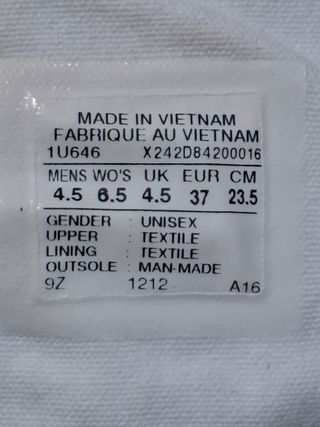 MADE IN VIETNAM
FABRIQUE AU VIETNAM
1U646 X242D84200016
MENS WO'S UK EUR CM
4.5 6.5 4.5 37 23.5
GENDER : UNISEX
UPPER : TEXTILE
LINING : TEXTILE
OUTSOLE : MAN-MADE
9Z 1212 A16